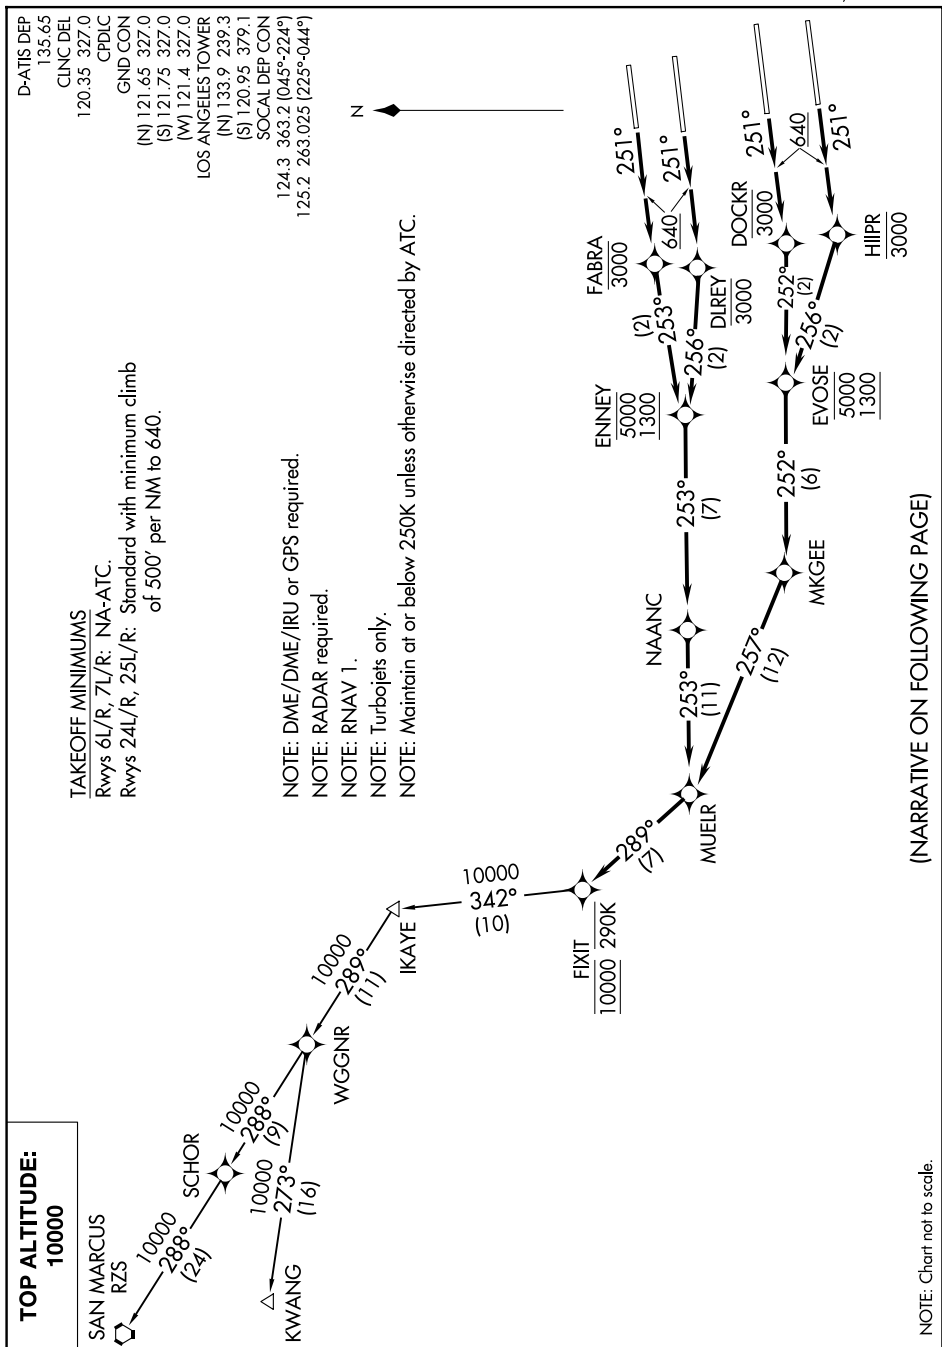 TOP ALTITUDE:
10000
D-ATIS DEP
135.65
CLNC DEL
120.35 327.0
CPDLC
GND CON
(N) 121.65 327.0
(S) 121.75 327.0
(W) 121.4 327.0
LOS ANGELES TOWER
(N) 133.9 239.3
(S) 120.95 379.1
SOCAL DEP CON
124.3 363.2 (045°-224°)
125.2 263.025 (225°-044°)
N
TAKEOFF MINIMUMS
Rwys 6L/R, 7L/R: NA-ATC.
Rwys 24L/R, 25L/R: Standard with minimum climb
of 500' per NM to 640.
NOTE: DME/DME/IRU or GPS required.
NOTE: RADAR required.
NOTE: RNAV 1.
NOTE: Turbojets only.
NOTE: Maintain at or below 250K unless otherwise directed by ATC.
SAN MARCUS
RZS
10000
288°
(24)
SCHOR
10000
288°
(9)
KWANG
10000
273°
(16)
WGGNR
10000
289°
(11)
IKAYE
10000
342°
(10)
FIXIT
10000 290K
289°
(7)
MUELR
253°
(11)
NAANC
253°
(7)
ENNEY
5000
1300
(2)
253°
FABRA
3000
251°
640
251°
256°
(2)
DLREY
3000
257°
(12)
MKGEE
252°
(6)
EVOSE
5000
1300
252°
(2)
DOCKR
3000
251°
640
251°
256°
(2)
HIIPR
3000
(NARRATIVE ON FOLLOWING PAGE)
NOTE: Chart not to scale.